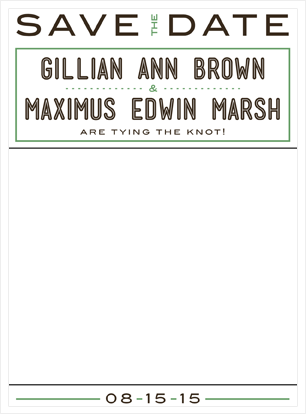 SAVE THE DATE
GILLIAN ANN BROWN
&
MAXIMUS EDWIN MARSH
ARE TYING THE KNOT!
08-15-15